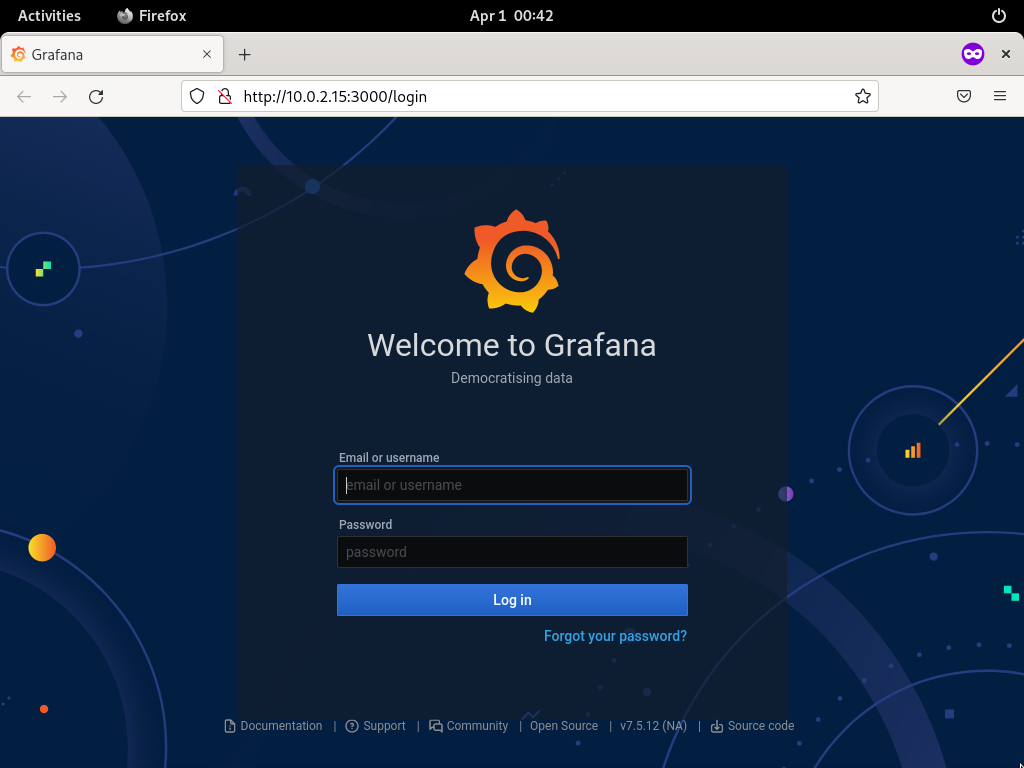 Activities Firefox Apr 1 00:42
Grafana
http://10.0.2.15:3000/login
Welcome to Grafana
Democratising data
Email or username
email or username
Password
password
Log in
Forgot your password?
Documentation | Support | Community | Open Source | v7.5.12 (NA) | Source code